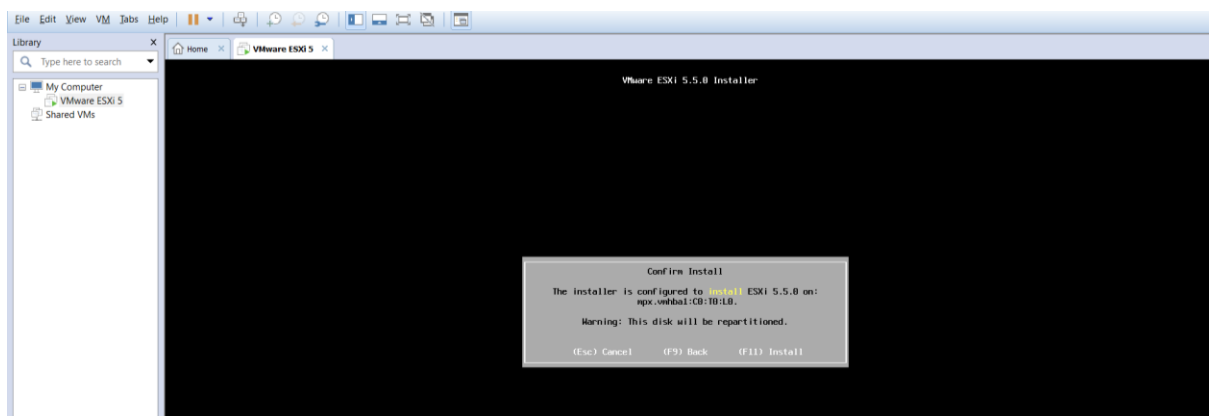 File Edit View VM Tabs Help
Library X
Home ×
VMware ESXi 5 ×
Type here to search
My Computer
VMware ESXi 5
Shared VMs
VMware ESXi 5.5.0 Installer
Confirm Install
The installer is configured to install ESXi 5.5.0 on:
mpx.vmhba1:C0:T0:L0.
Warning: This disk will be repartitioned.
(Esc) Cancel (F9) Back (F11) Install